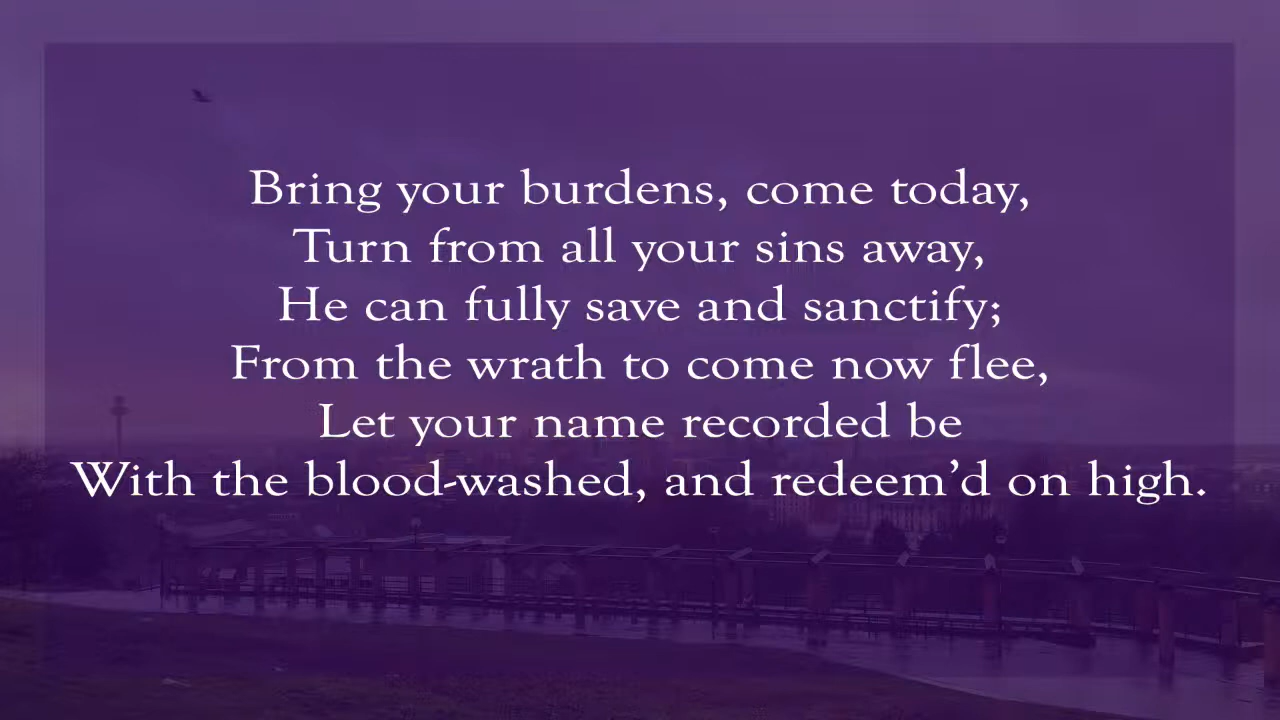 Bring your burdens, come today,
Turn from all your sins away,
He can fully save and sanctify;
From the wrath to come now flee,
Let your name recorded be
With the blood-washed, and redeem’d on high.